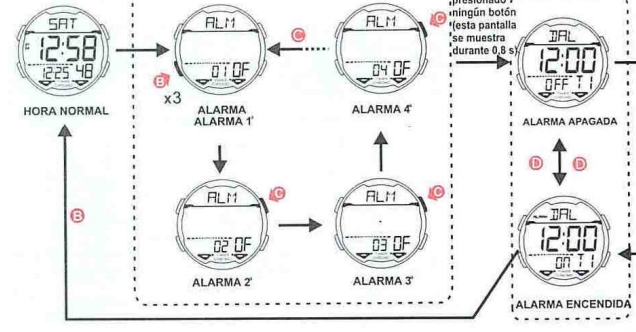 presionado
ningún botón
(esta pantalla
se muestra
durante 0,8 s)
SAT
12:58
12 25 48
HORA NORMAL
B
x3
ALM
01 OF
ALARMA
ALARMA 1'
C
ALM
04 OF
C
ALARMA 4'
DAL
12:00
OFF T1
ALARMA APAGADA
D
D
B
ALM
02 OF
C
ALARMA 2'
ALM
03 OF
C
ALARMA 3'
DAL
12:00
ON T1
ALARMA ENCENDIDA